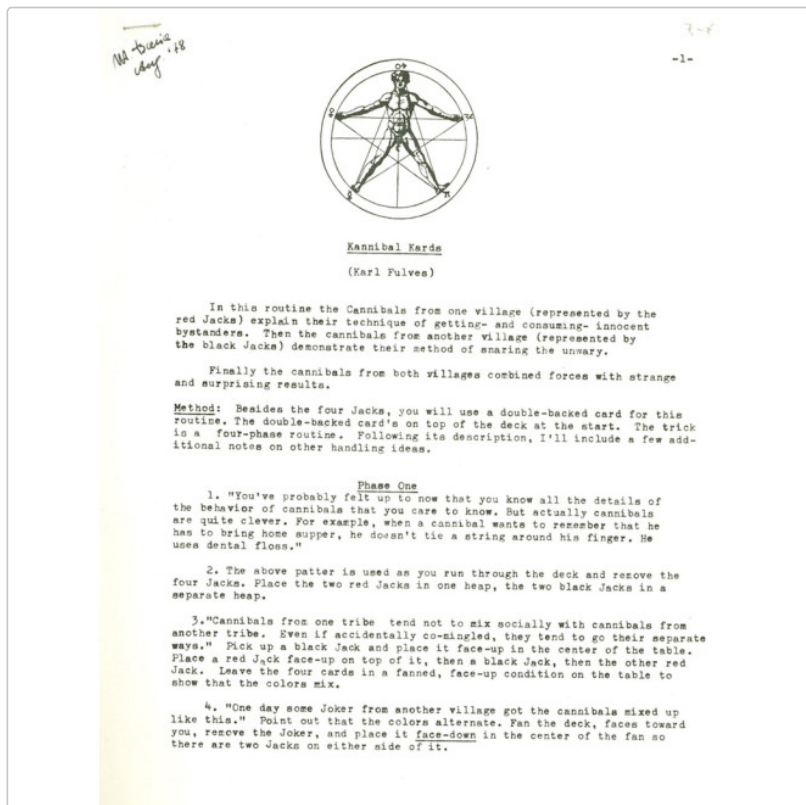 Aug '78
-1-
Kannibal Kards
(Karl Fulves)
In this routine the Cannibals from one village (represented by the
red Jacks) explain their technique of getting- and consuming- innocent
bystanders. Then the cannibals from another village (represented by
the black Jacks) demonstrate their method of snaring the unwary.
Finally the cannibals from both villages combined forces with strange
and surprising results.
Method: Besides the four Jacks, you will use a double-backed card for this
routine. The double-backed card's on top of the deck at the start. The trick
is a four-phase routine. Following its description, I'll include a few add-
itional notes on other handling ideas.
Phase One
1. "You've probably felt up to now that you know all the details of
the behavior of cannibals that you care to know. But actually cannibals
are quite clever. For example, when a cannibal wants to remember that he
has to bring home supper, he doesn't tie a string around his finger. He
uses dental floss."
2. The above patter is used as you run through the deck and remove the
four Jacks. Place the two red Jacks in one heap, the two black Jacks in a
separate heap.
3."Cannibals from one tribe tend not to mix socially with cannibals from
another tribe. Even if accidentally co-mingled, they tend to go their separate
ways." Pick up a black Jack and place it face-up in the center of the table.
Place a red Jack face-up on top of it, then a black Jack, then the other red
Jack. Leave the four cards in a fanned, face-up condition on the table to
show that the colors mix.
4. "One day some Joker from another village got the cannibals mixed up
like this." Point out that the colors alternate. Fan the deck, faces toward
you, remove the Joker, and place it face-down in the center of the fan so
there are two Jacks on either side of it.